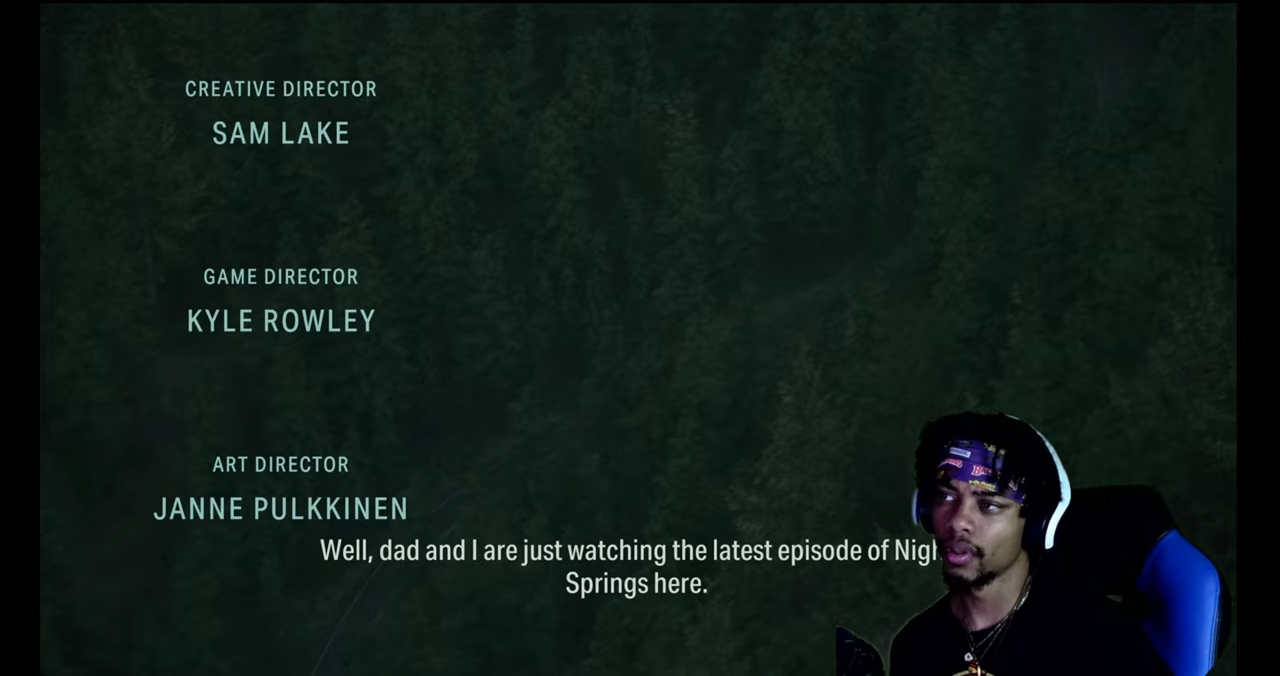 CREATIVE DIRECTOR
SAM LAKE
GAME DIRECTOR
KYLE ROWLEY
ART DIRECTOR
JANNE PULKKINEN
Well, dad and I are just watching the latest episode of
Springs here.